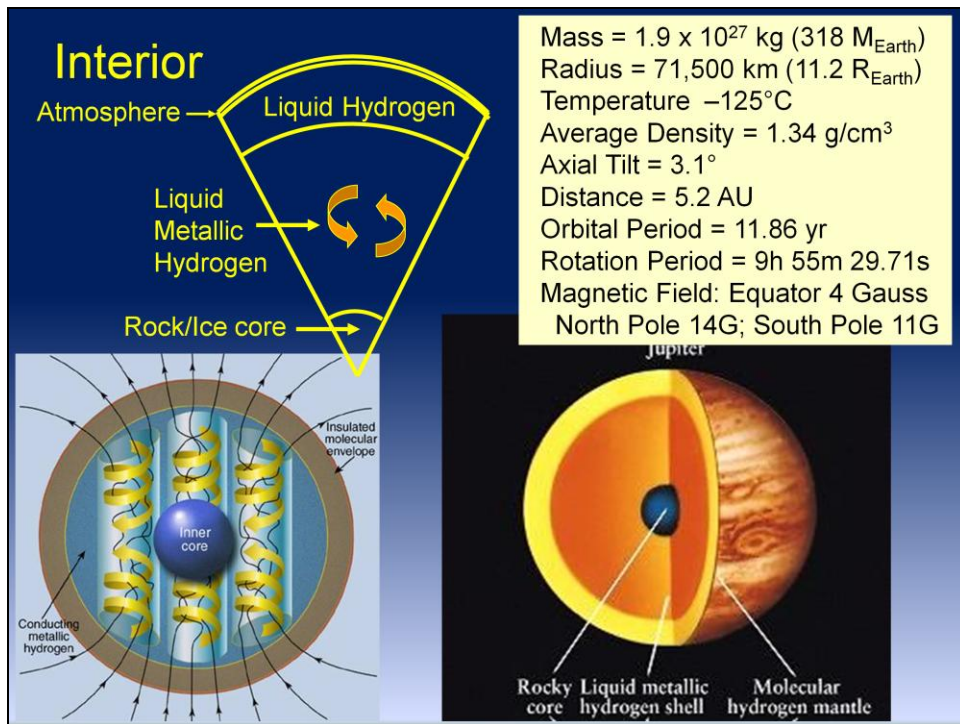 Interior
Atmosphere
Liquid Hydrogen
Liquid
Metallic
Hydrogen
Rock/Ice core
Mass = 1.9 x 10²⁷ kg (318 M_Earth)
Radius = 71,500 km (11.2 R_Earth)
Temperature –125°C
Average Density = 1.34 g/cm³
Axial Tilt = 3.1°
Distance = 5.2 AU
Orbital Period = 11.86 yr
Rotation Period = 9h 55m 29.71s
Magnetic Field: Equator 4 Gauss
North Pole 14G; South Pole 11G
Insulated
molecular
envelope
Inner
core
Conducting
metallic
hydrogen
Jupiter
Rocky
core
Liquid metallic
hydrogen shell
Molecular
hydrogen mantle